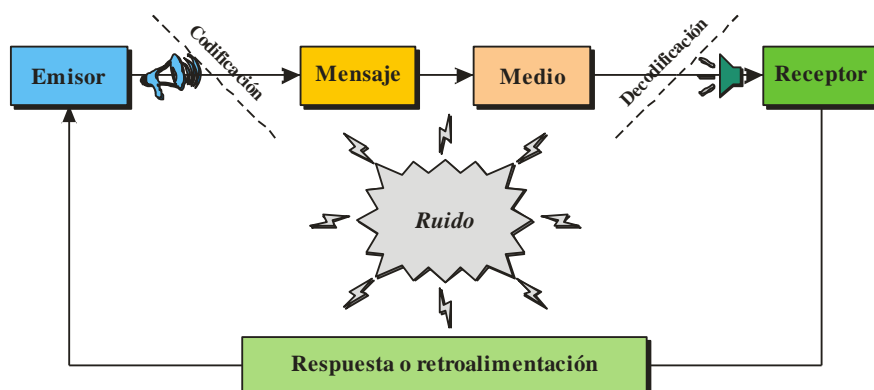 Emisor
Codificación
Mensaje
Medio
Decodificación
Receptor
Ruido
Respuesta o retroalimentación